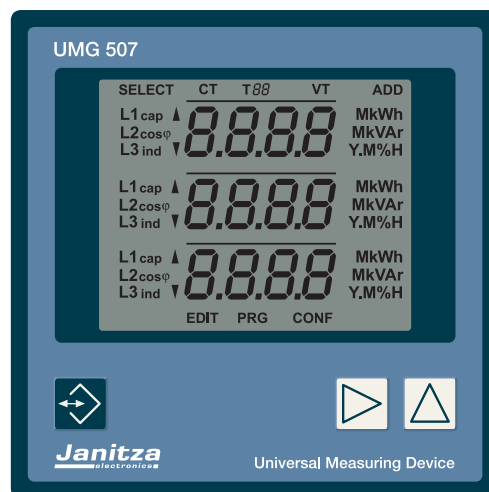 UMG 507
SELECT CT T88 VT ADD
L1 cap 8.8.8.8 MkWh
L2 cosφ MkVAr
L3 ind Y.M%H
L1 cap 8.8.8.8 MkWh
L2 cosφ MkVAr
L3 ind Y.M%H
L1 cap 8.8.8.8 MkWh
L2 cosφ MkVAr
L3 ind Y.M%H
EDIT PRG CONF
Janitza
electronics
Universal Measuring Device